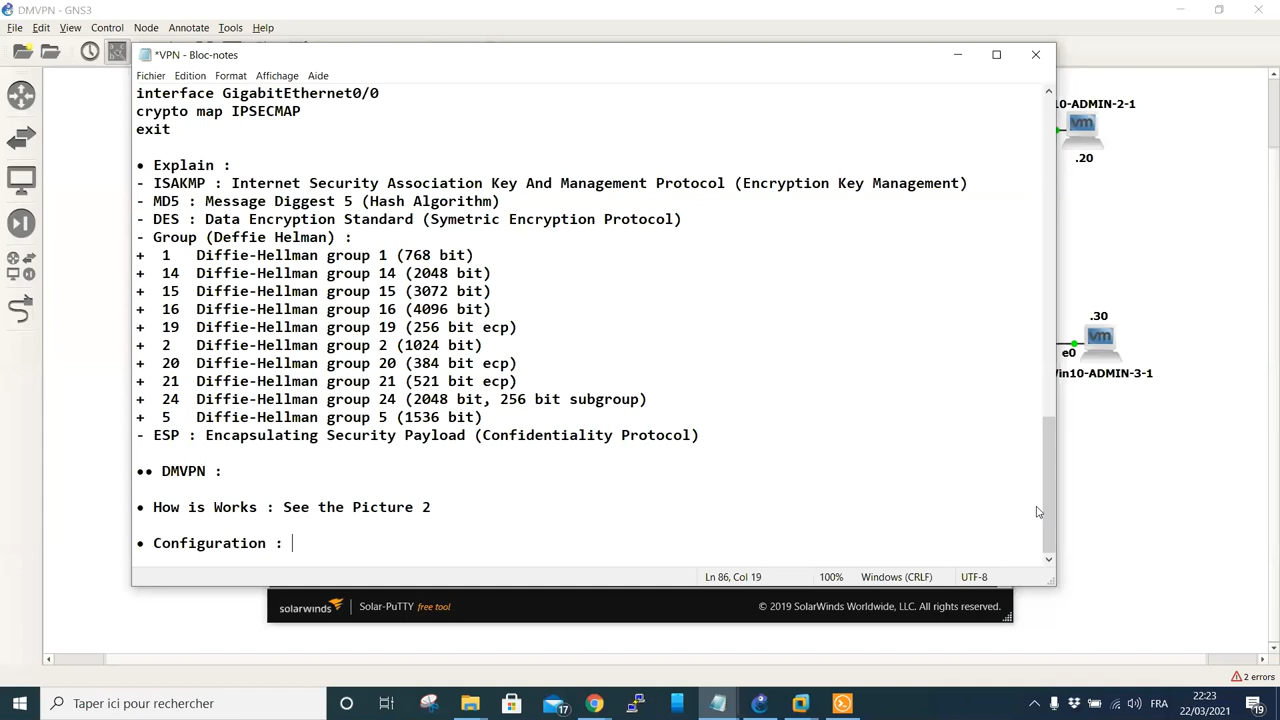 DMVPN - GNS3
File Edit View Control Node Annotate Tools Help
*VPN - Bloc-notes
Fichier Edition Format Affichage Aide
interface GigabitEthernet0/0
crypto map IPSECMAP
exit
• Explain :
- ISAKMP : Internet Security Association Key And Management Protocol (Encryption Key Management)
- MD5 : Message Digest 5 (Hash Algorithm)
- DES : Data Encryption Standard (Symetric Encryption Protocol)
- Group (Deffie Helman) :
+ 1 Diffie-Hellman group 1 (768 bit)
+ 14 Diffie-Hellman group 14 (2048 bit)
+ 15 Diffie-Hellman group 15 (3072 bit)
+ 16 Diffie-Hellman group 16 (4096 bit)
+ 19 Diffie-Hellman group 19 (256 bit ecp)
+ 2 Diffie-Hellman group 2 (1024 bit)
+ 20 Diffie-Hellman group 20 (384 bit ecp)
+ 21 Diffie-Hellman group 21 (521 bit ecp)
+ 24 Diffie-Hellman group 24 (2048 bit, 256 bit subgroup)
+ 5 Diffie-Hellman group 5 (1536 bit)
- ESP : Encapsulating Security Payload (Confidentiality Protocol)
•• DMVPN :
• How is Works : See the Picture 2
• Configuration :
Ln 86, Col 19 100% Windows (CRLF) UTF-8
10-ADMIN-2-1
.20
.30
e0
Win10-ADMIN-3-1
solarwinds Solar-PuTTY free tool © 2019 SolarWinds Worldwide, LLC. All rights reserved.
2 errors
Taper ici pour rechercher
17
FRA
22:23
22/03/2021
19